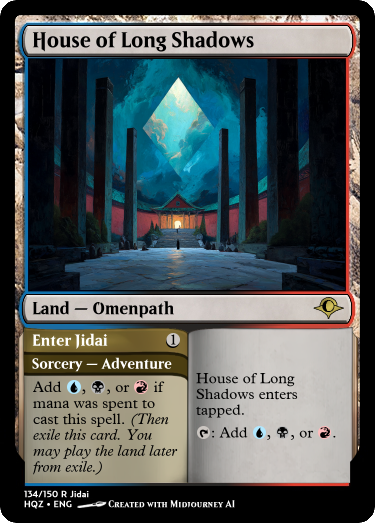 House of Long Shadows
Land — Omenpath
Enter Jidai 1
Sorcery — Adventure
Add U, B, or R if
mana was spent to
cast this spell. (Then
exile this card. You
may play the land later
from exile.)
House of Long
Shadows enters
tapped.
T: Add U, B, or R.
134/150 R Jidai
HQZ • ENG Created with Midjourney AI